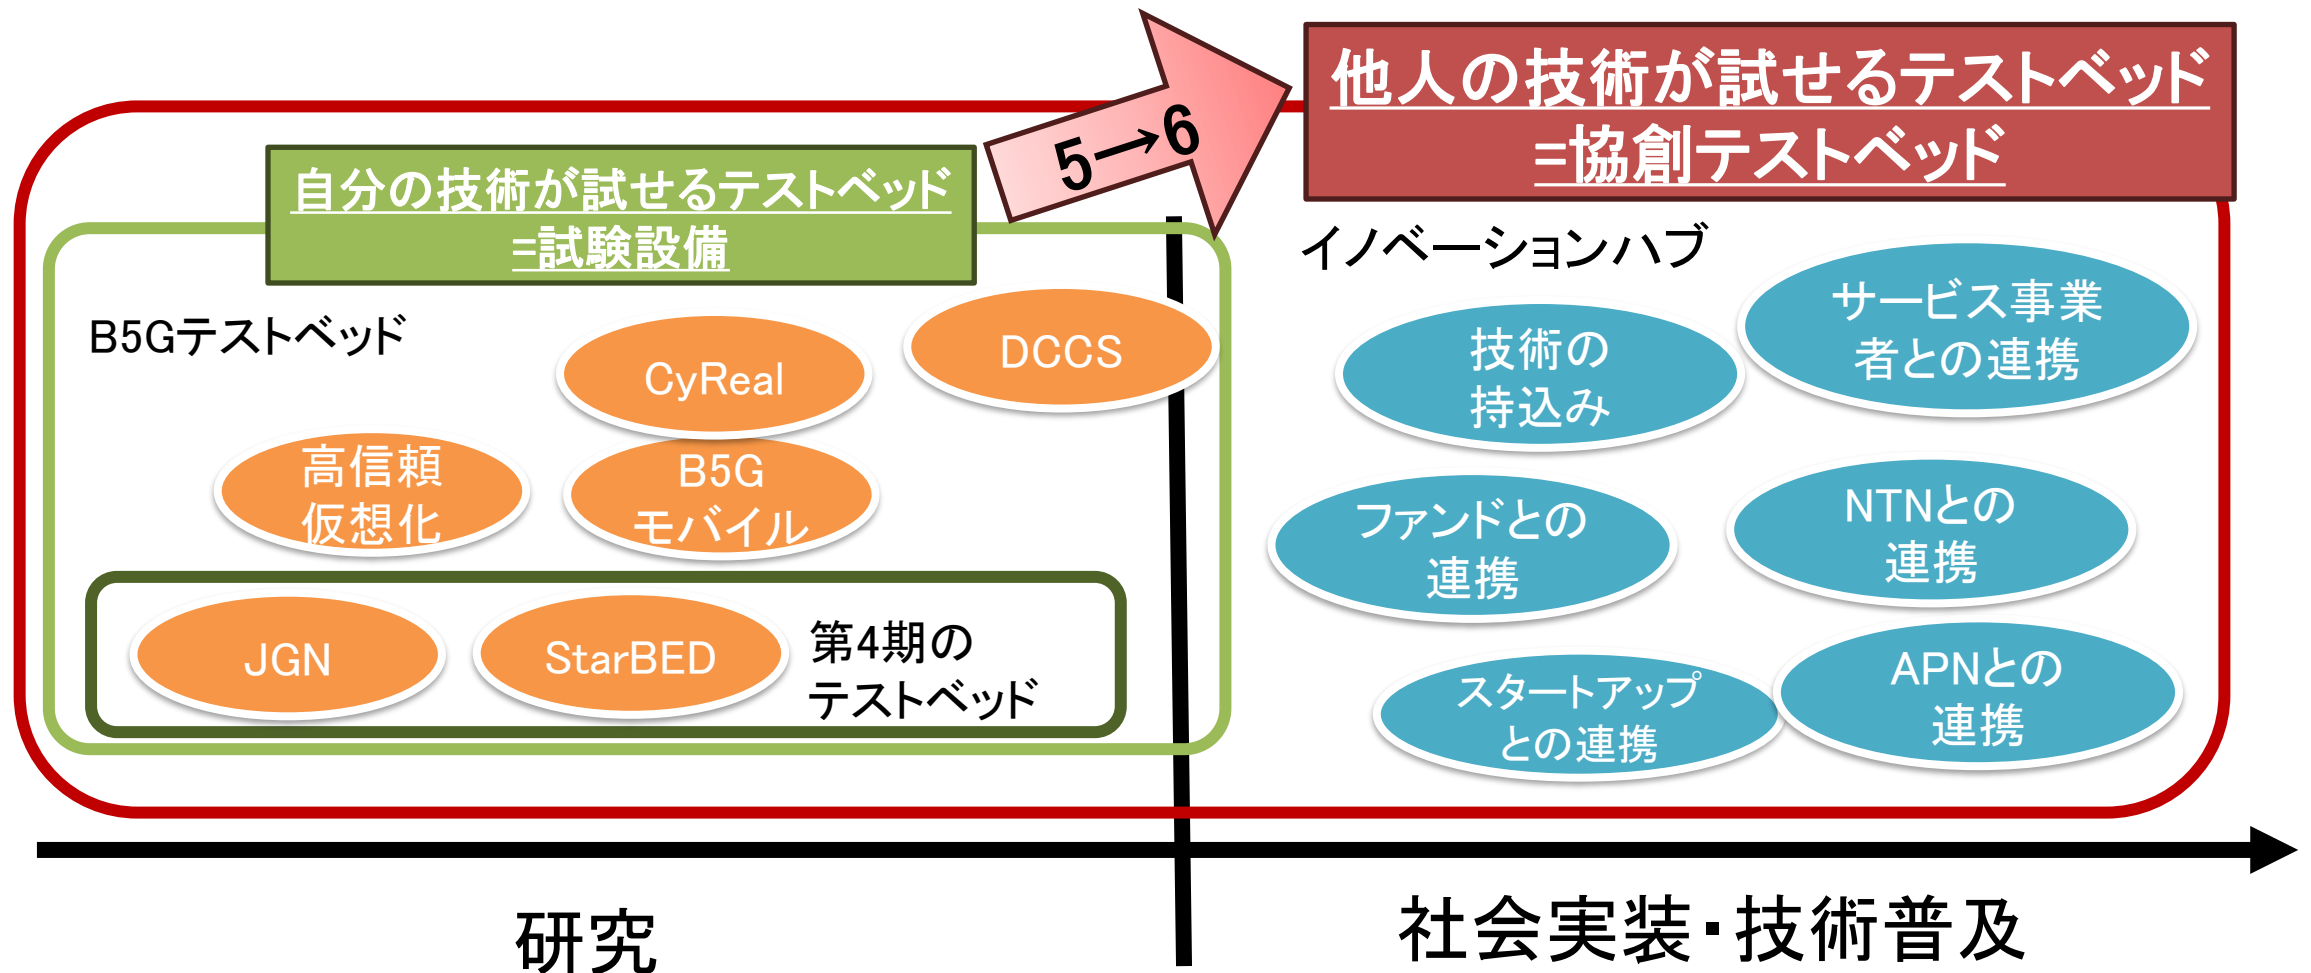 5→6
他人の技術が試せるテストベッド
=協創テストベッド
自分の技術が試せるテストベッド
=試験設備
B5Gテストベッド
CyReal
DCCS
高信頼
仮想化
B5G
モバイル
JGN
StarBED
第4期の
テストベッド
イノベーションハブ
技術の
持込み
サービス事業
者との連携
ファンドとの
連携
NTNとの
連携
スタートアップ
との連携
APNとの
連携
研究
社会実装・技術普及